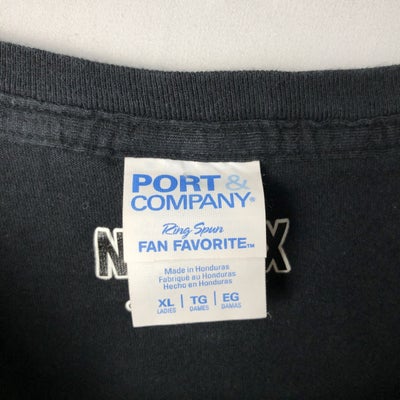 PORT &
COMPANY®
Ring Spun
FAN FAVORITE™
Made in Honduras
Fabriqué au Honduras
Hecho en Honduras
XL | TG | EG
LADIES | DAMES | DAMAS